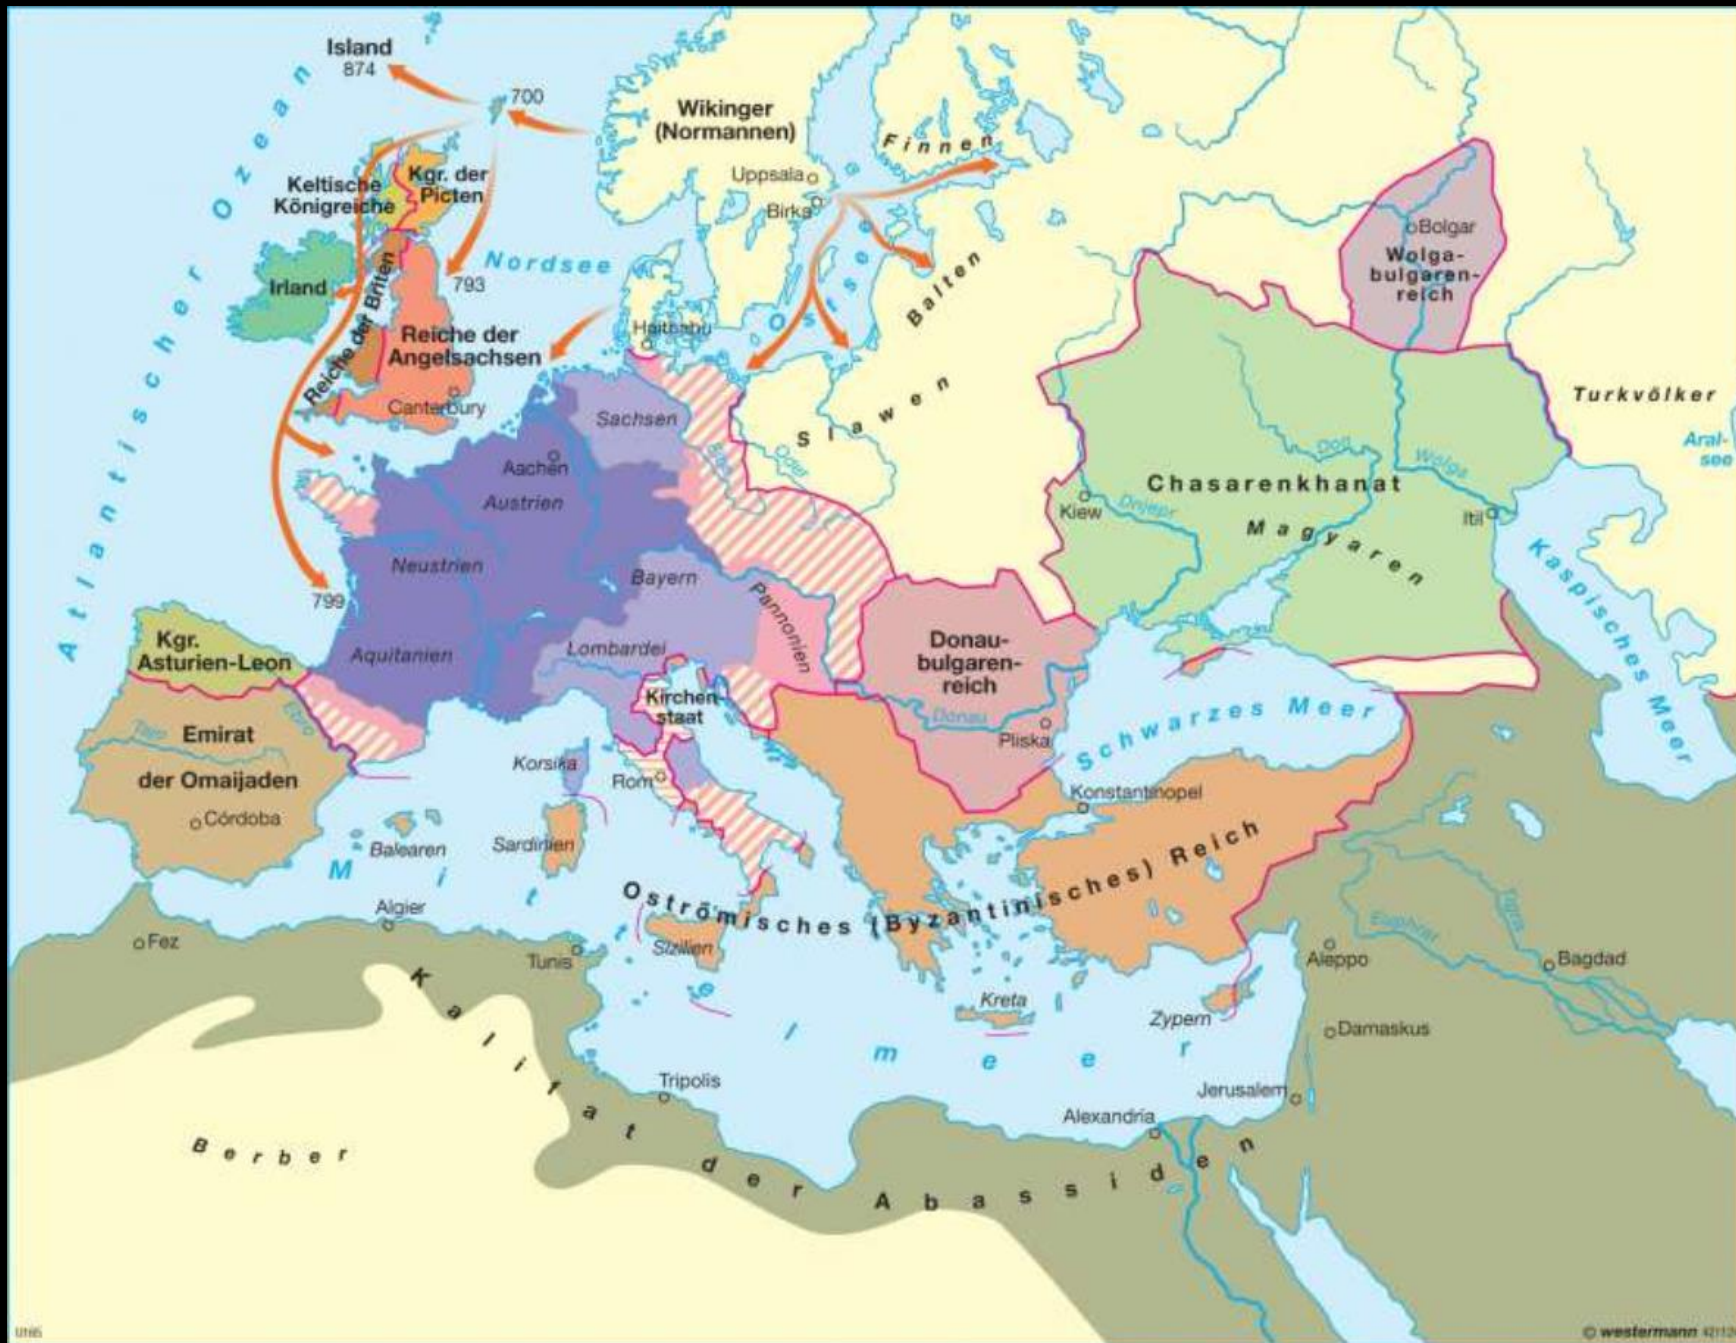 Island
874
700
Wikinger
(Normannen)
Finnen
Uppsala
Birka
Atlantischer Ozean
Keltische
Königreiche
Kgr. der
Picten
Nordsee
793
Irland
Reiche der Briten
Reiche der
Angelsachsen
Canterbury
Haithabu
Ostsee
Balten
Slawen
Bolgar
Wolga-
bulgaren-
reich
Turkvölker
Aral-
see
Sachsen
Elbe
Oder
Aachen
Austrien
Neustrien
Bayern
Pannonien
799
Aquitanien
Lombardei
Chasarenkhanat
Magyaren
Don
Wolga
Kiew
Dnjepr
Itil
Kaspisches Meer
Kgr.
Asturien-Leon
Emirat
der Omaijaden
Tajo
Ebro
Córdoba
Kirchen-
staat
Donau-
bulgaren-
reich
Donau
Pliska
Schwarzes Meer
Korsika
Rom
Konstantinopel
Balearen
Sardinien
Mittelmeer
Oströmisches (Byzantinisches) Reich
Fez
Algier
Tunis
Sizilien
Kreta
Zypern
Aleppo
Euphrat
Tigris
Bagdad
Damaskus
Kalifat der Abassiden
Tripolis
Jerusalem
Alexandria
Berber
© westermann